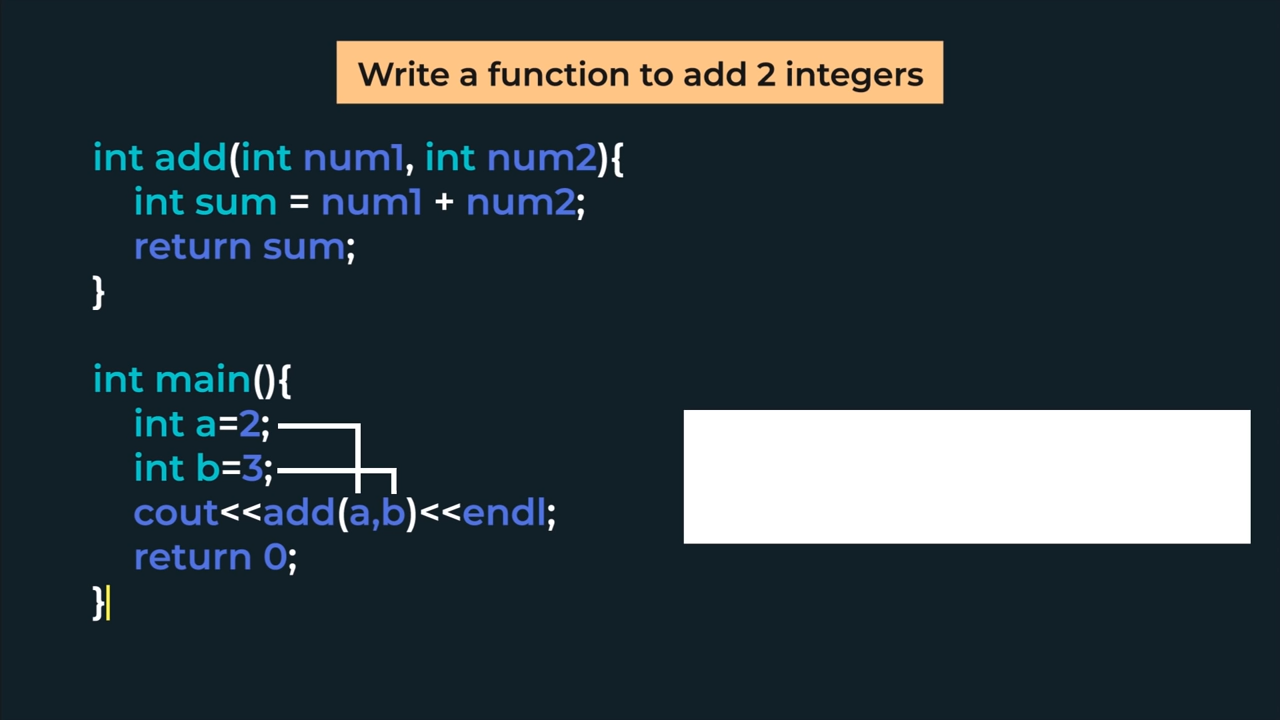 Write a function to add 2 integers
int add(int num1, int num2){
int sum = num1 + num2;
return sum;
}
int main(){
int a=2;
int b=3;
cout<<add(a,b)<<endl;
return 0;
}